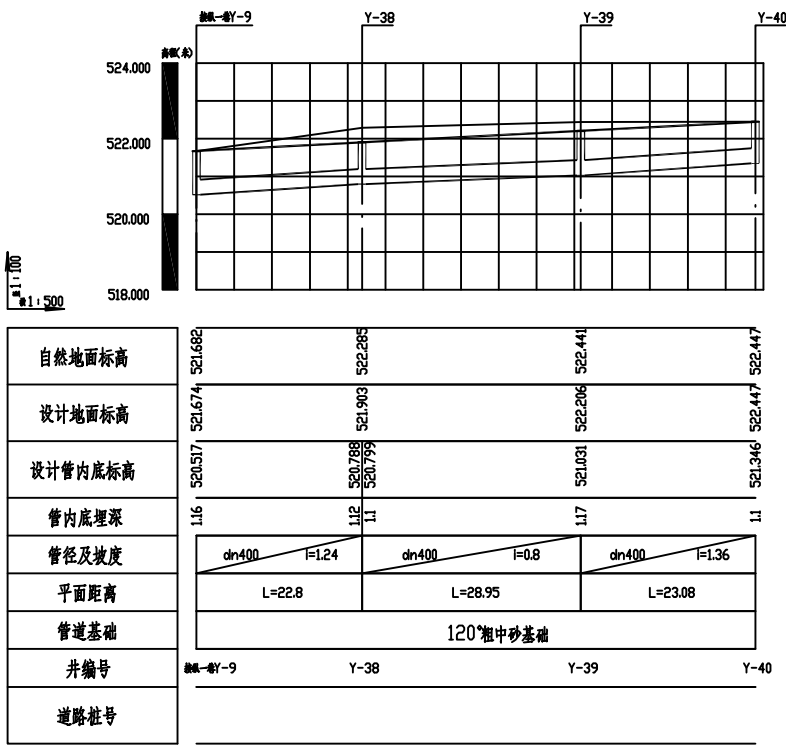 Y-9 Y-38 Y-39 Y-40
高程(米)
524.000
522.000
520.000
518.000
1:100
1:500
自然地面标高 521.682 522.285 522.441 522.447
设计地面标高 521.674 521.903 522.206 522.447
设计管内底标高 520.517 520.788 520.799 521.031 521.346
管内底埋深 1.16 1.12 1.1 1.17 1.1
管径及坡度 dn400 i=1.24 dn400 i=0.8 dn400 i=1.36
平面距离 L=22.8 L=28.95 L=23.08
管道基础 120°粗中砂基础
井编号 Y-9 Y-38 Y-39 Y-40
道路桩号